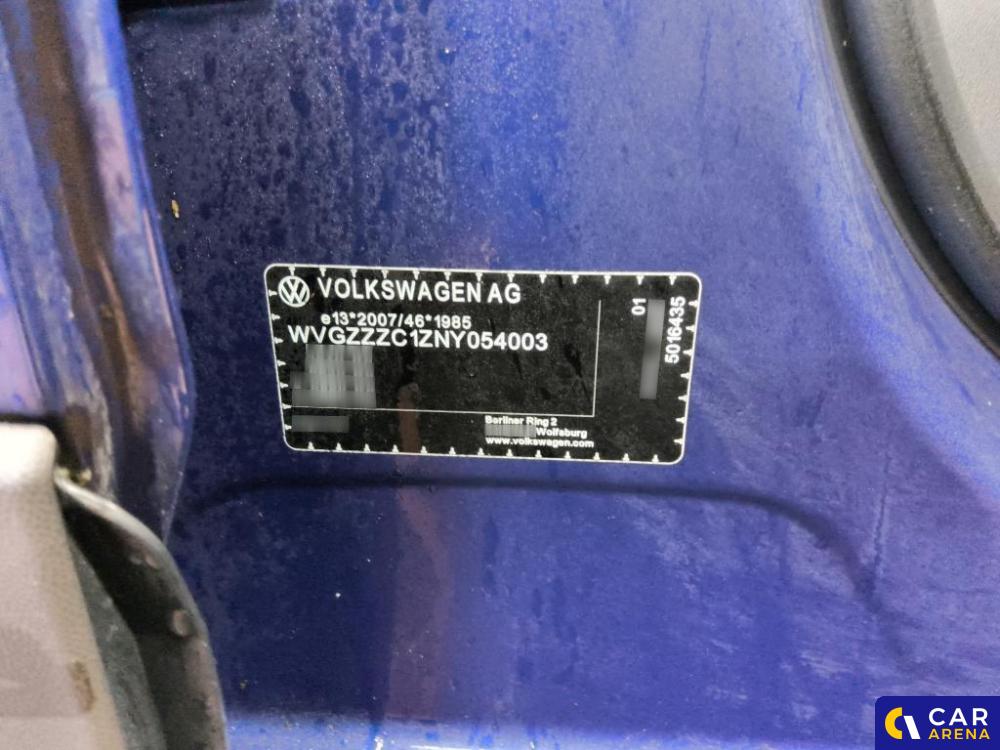 VOLKSWAGEN AG
e13*2007/46*1985
WVGZZZC1ZNY054003
01
5016435
Berliner Ring 2
Wolfsburg
www.volkswagen.com
CAR
ARENA